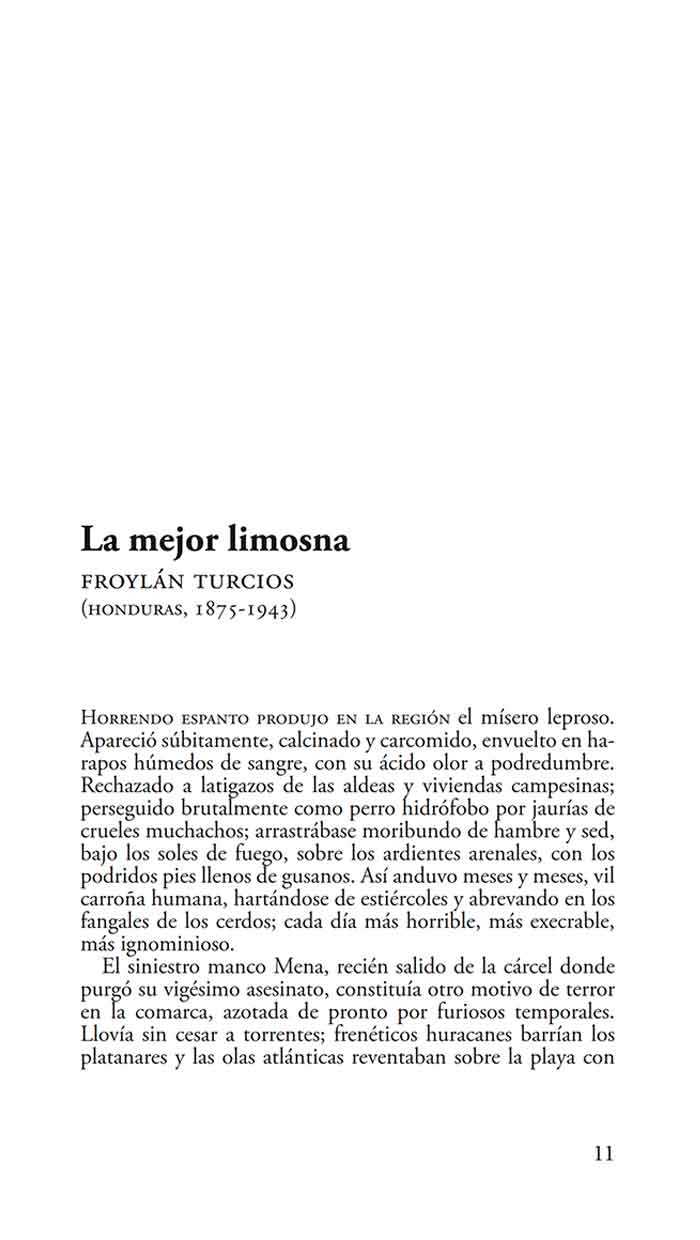 La mejor limosna
FROYLÁN TURCIOS
(HONDURAS, 1875-1943)
HORRENDO ESPANTO PRODUJO EN LA REGIÓN el mísero leproso.
Apareció súbitamente, calcinado y carcomido, envuelto en ha-
rapos húmedos de sangre, con su ácido olor a podredumbre.
Rechazado a latigazos de las aldeas y viviendas campesinas;
perseguido brutalmente como perro hidrófobo por jaurías de
crueles muchachos; arrastrábase moribundo de hambre y sed,
bajo los soles de fuego, sobre los ardientes arenales, con los
podridos pies llenos de gusanos. Así anduvo meses y meses, vil
carroña humana, hartándose de estiércoles y abrevando en los
fangales de los cerdos; cada día más horrible, más execrable,
más ignominioso.
El siniestro manco Mena, recién salido de la cárcel donde
purgó su vigésimo asesinato, constituía otro motivo de terror
en la comarca, azotada de pronto por furiosos temporales.
Llovía sin cesar a torrentes; frenéticos huracanes barrían los
platanares y las olas atlánticas reventaban sobre la playa con
11